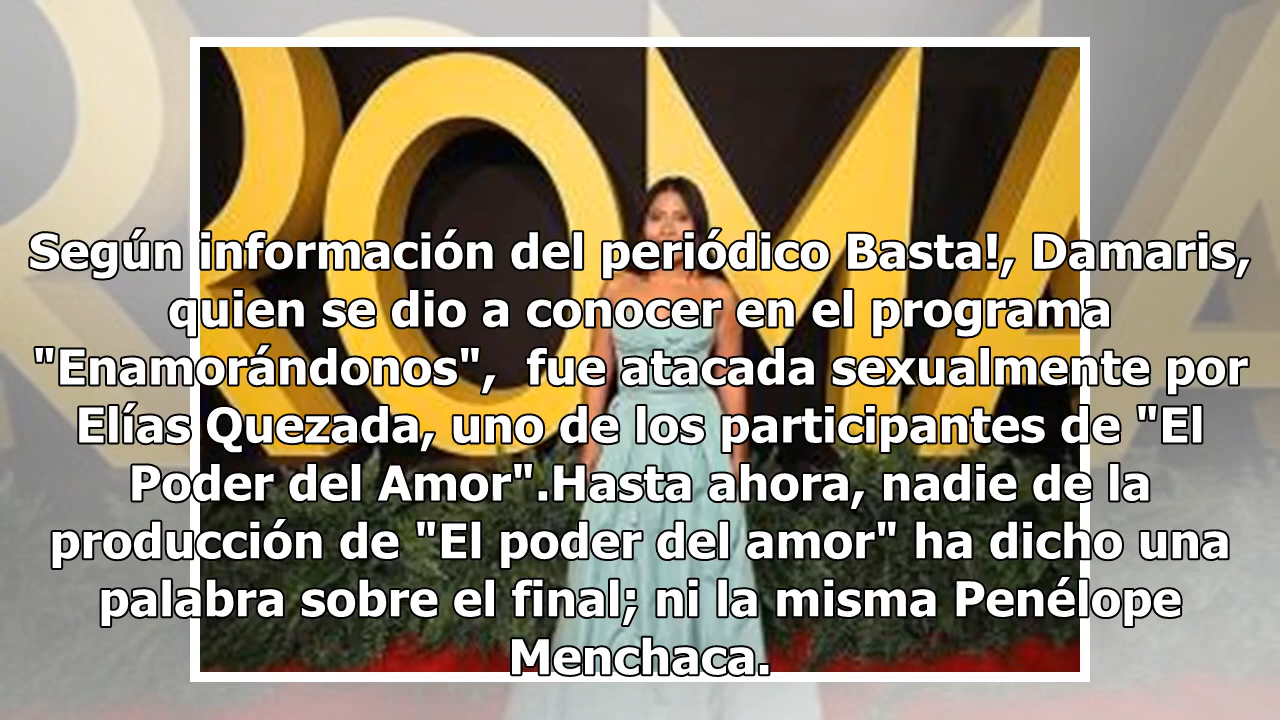 ROMA
Según información del periódico Basta!, Damaris,
quien se dio a conocer en el programa
"Enamorándonos",  fue atacada sexualmente por
Elías Quezada, uno de los participantes de "El
Poder del Amor".Hasta ahora, nadie de la
producción de "El poder del amor" ha dicho una
palabra sobre el final; ni la misma Penélope
Menchaca.